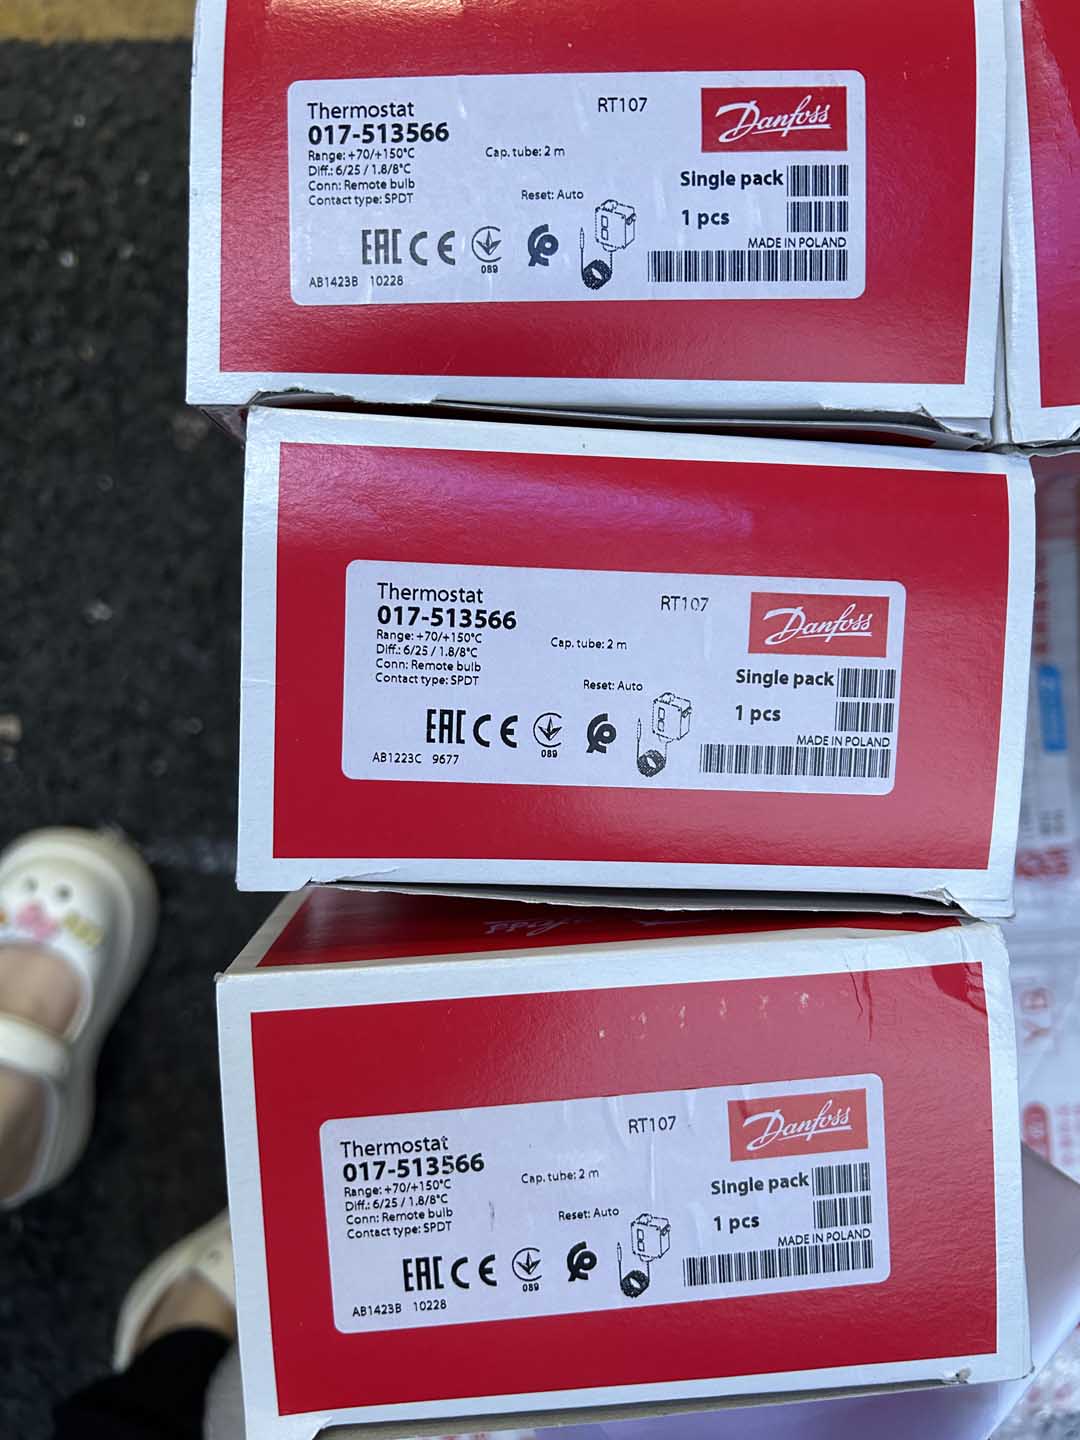 Thermostat
017-513566
Range: +70/+150°C
Diff.: 6/25 / 1.8/8°C
Conn: Remote bulb
Contact type: SPDT
Cap. tube: 2 m
Reset: Auto
RT107
Danfoss
Single pack
1 pcs
MADE IN POLAND
EAC CE
089
AB1423B 10228
Thermostat
017-513566
Range: +70/+150°C
Diff.: 6/25 / 1.8/8°C
Conn: Remote bulb
Contact type: SPDT
Cap. tube: 2 m
Reset: Auto
RT107
Danfoss
Single pack
1 pcs
MADE IN POLAND
EAC CE
089
AB1223C 9677
Danfoss
Thermostat
017-513566
Range: +70/+150°C
Diff.: 6/25 / 1.8/8°C
Conn: Remote bulb
Contact type: SPDT
Cap. tube: 2 m
Reset: Auto
RT107
Danfoss
Single pack
1 pcs
MADE IN POLAND
EAC CE
089
AB1423B 10228
YB